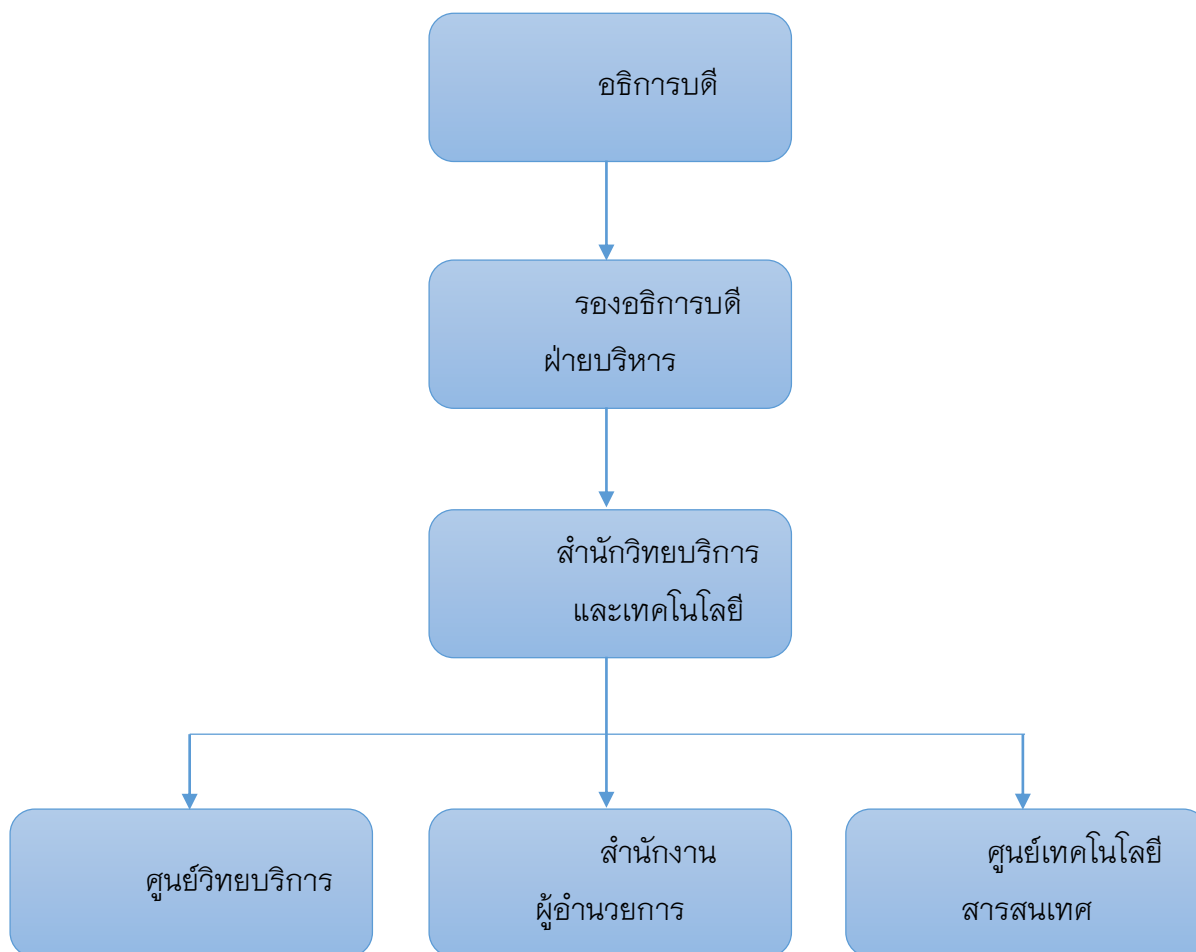 อธิการบดี
รองอธิการบดี
ฝ่ายบริหาร
สำนักวิทยบริการ
และเทคโนโลยี
ศูนย์วิทยบริการ
สำนักงาน
ผู้อำนวยการ
ศูนย์เทคโนโลยี
สารสนเทศ